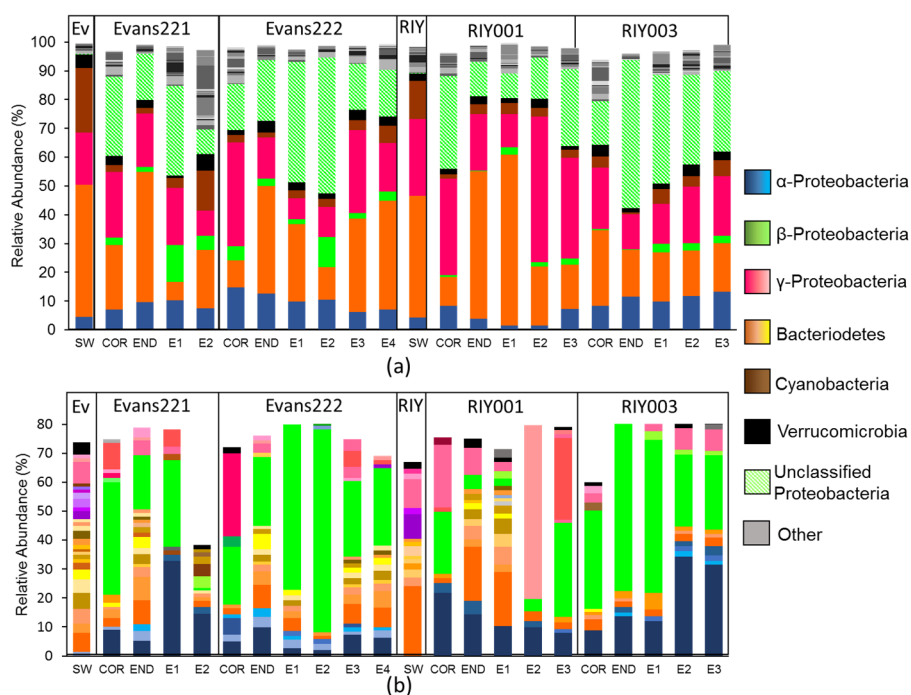 Ev Evans221 Evans222 RIY RIY001 RIY003
Relative Abundance (%)
100
90
80
70
60
50
40
30
20
10
0
SW COR END E1 E2 COR END E1 E2 E3 E4 SW COR END E1 E2 E3 COR END E1 E2 E3
(a)
Ev Evans221 Evans222 RIY RIY001 RIY003
Relative Abundance (%)
80
70
60
50
40
30
20
10
0
SW COR END E1 E2 COR END E1 E2 E3 E4 SW COR END E1 E2 E3 COR END E1 E2 E3
(b)
α-Proteobacteria
β-Proteobacteria
γ-Proteobacteria
Bacteriodetes
Cyanobacteria
Verrucomicrobia
Unclassified
Proteobacteria
Other